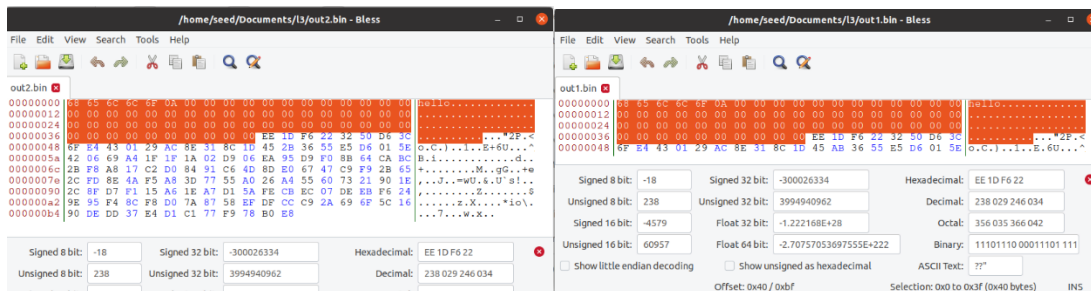 /home/seed/Documents/l3/out2.bin - Bless
File Edit View Search Tools Help
out2.bin
00000000 68 65 6C 6C 6F 0A 00 00 00 00 00 00 00 00 00 00 00 00 hello.............
00000012 00 00 00 00 00 00 00 00 00 00 00 00 00 00 00 00 00 00 ..................
00000024 00 00 00 00 00 00 00 00 00 00 00 00 00 00 00 00 00 00 ..................
00000036 00 00 00 00 00 00 00 00 00 00 EE 1D F6 22 32 50 D6 3C ............."2P.<
00000048 6F E4 43 01 29 AC 8E 31 8C 1D 45 2B 36 55 E5 D6 01 5E o.C.)..1..E+6U...^
0000005a 42 06 69 A4 1F 1F 1A 02 D9 06 EA 95 D9 F0 8B 64 CA BC B.i............d..
0000006c 2B F8 A8 17 C2 D0 84 91 C6 4D 8D E0 67 47 C9 F9 2B 65 +........M..gG..+e
0000007e 2C FD 8E 4A F5 A8 3D 77 55 A0 26 A4 55 60 73 21 90 1E ,..J..=wU.&.U`s!..
00000090 2C 8F D7 F1 15 A6 1E A7 D1 5A FE CB EC 07 DE EB F6 24 ,........Z.......$
000000a2 9E 95 F4 8C F8 D0 7A 87 58 EF DF CC C9 2A 69 6F 5C 16 ......z.X....*io\.
000000b4 90 DE DD 37 E4 D1 C1 77 F9 78 B0 E8 ...7...w.x..
Signed 8 bit: -18 Signed 32 bit: -300026334 Hexadecimal: EE 1D F6 22
Unsigned 8 bit: 238 Unsigned 32 bit: 3994940962 Decimal: 238 029 246 034
/home/seed/Documents/l3/out1.bin - Bless
File Edit View Search Tools Help
out1.bin
00000000 68 65 6C 6C 6F 0A 00 00 00 00 00 00 00 00 00 00 00 00 hello.............
00000012 00 00 00 00 00 00 00 00 00 00 00 00 00 00 00 00 00 00 ..................
00000024 00 00 00 00 00 00 00 00 00 00 00 00 00 00 00 00 00 00 ..................
00000036 00 00 00 00 00 00 00 00 00 00 EE 1D F6 22 32 50 D6 3C ............."2P.<
00000048 6F E4 43 01 29 AC 8E 31 8C 1D 45 AB 36 55 E5 D6 01 5E o.C.)..1..E.6U...^
Signed 8 bit: -18 Signed 32 bit: -300026334 Hexadecimal: EE 1D F6 22
Unsigned 8 bit: 238 Unsigned 32 bit: 3994940962 Decimal: 238 029 246 034
Signed 16 bit: -4579 Float 32 bit: -1.222168E+28 Octal: 356 035 366 042
Unsigned 16 bit: 60957 Float 64 bit: -2.70757053697555E+222 Binary: 11101110 00011101 111
Show little endian decoding Show unsigned as hexadecimal ASCII Text: ??"
Offset: 0x40 / 0xbf Selection: 0x0 to 0x3f (0x40 bytes) INS